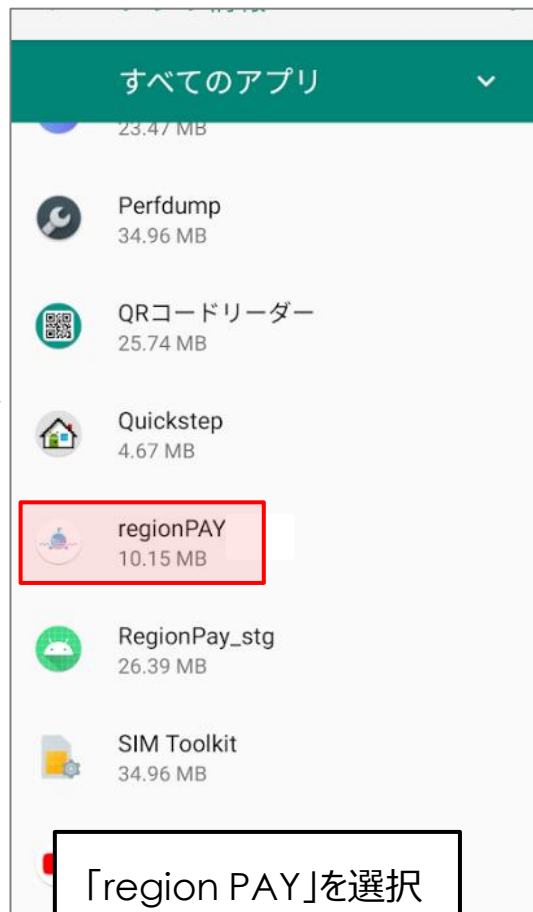 すべてのアプリ
23.47 MB
Perfdump
34.96 MB
QRコードリーダー
25.74 MB
Quickstep
4.67 MB
regionPAY
10.15 MB
RegionPay_stg
26.39 MB
SIM Toolkit
34.96 MB
「region PAY」を選択